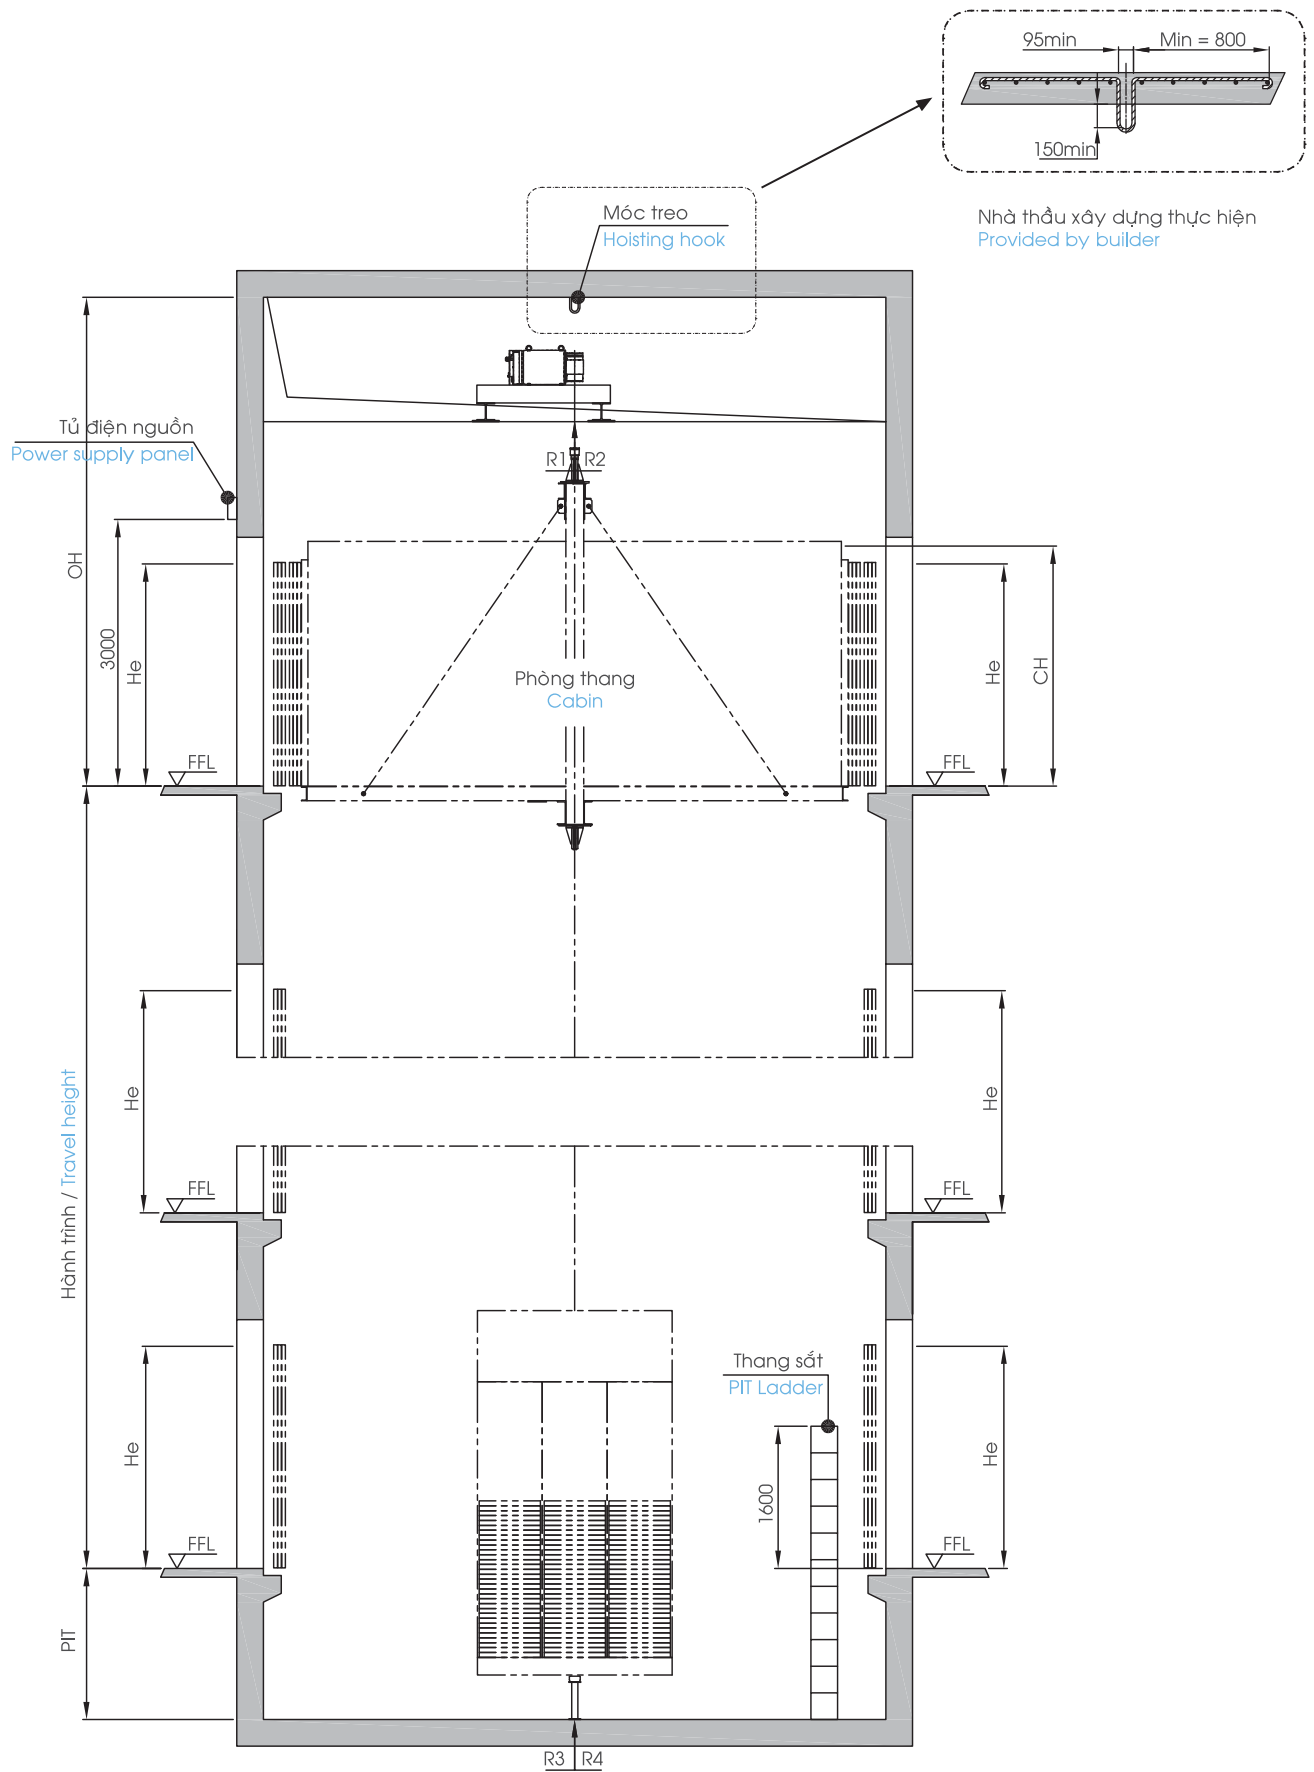 95min
Min = 800
150min
Nhà thầu xây dựng thực hiện
Provided by builder
Móc treo
Hoisting hook
Tủ điện nguồn
Power supply panel
R1
R2
OH
3000
He
He
CH
Phòng thang
Cabin
FFL
FFL
Hành trình / Travel height
He
He
FFL
FFL
Thang sắt
PIT Ladder
He
1600
He
FFL
FFL
PIT
R3
R4